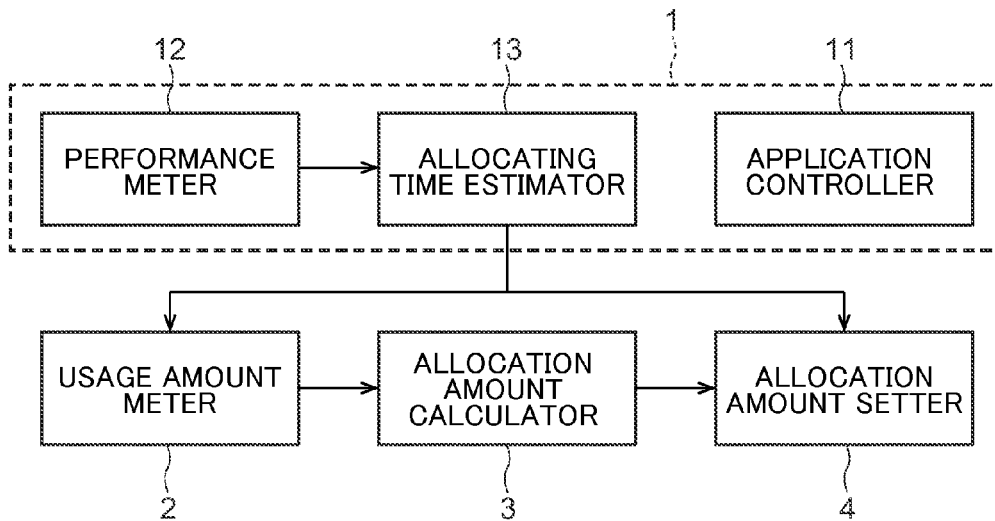 1
12
13
11
PERFORMANCE
METER
ALLOCATING
TIME ESTIMATOR
APPLICATION
CONTROLLER
USAGE AMOUNT
METER
ALLOCATION
AMOUNT
CALCULATOR
ALLOCATION
AMOUNT SETTER
2
3
4